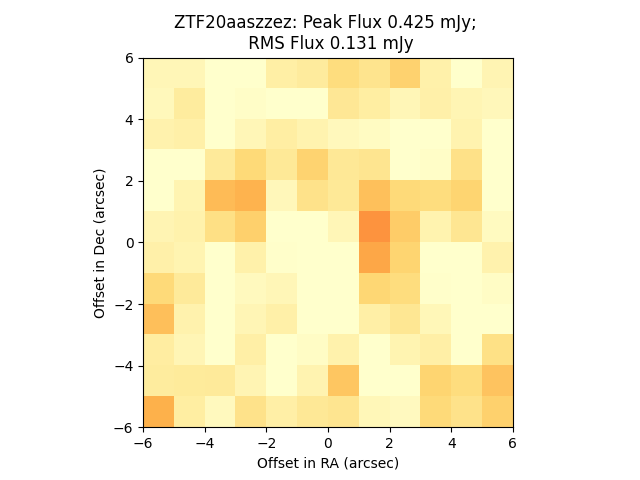 ZTF20aaszzez: Peak Flux 0.425 mJy;
RMS Flux 0.131 mJy
6
4
2
0
−2
−4
−6
Offset in Dec (arcsec)
−6 −4 −2 0 2 4 6
Offset in RA (arcsec)